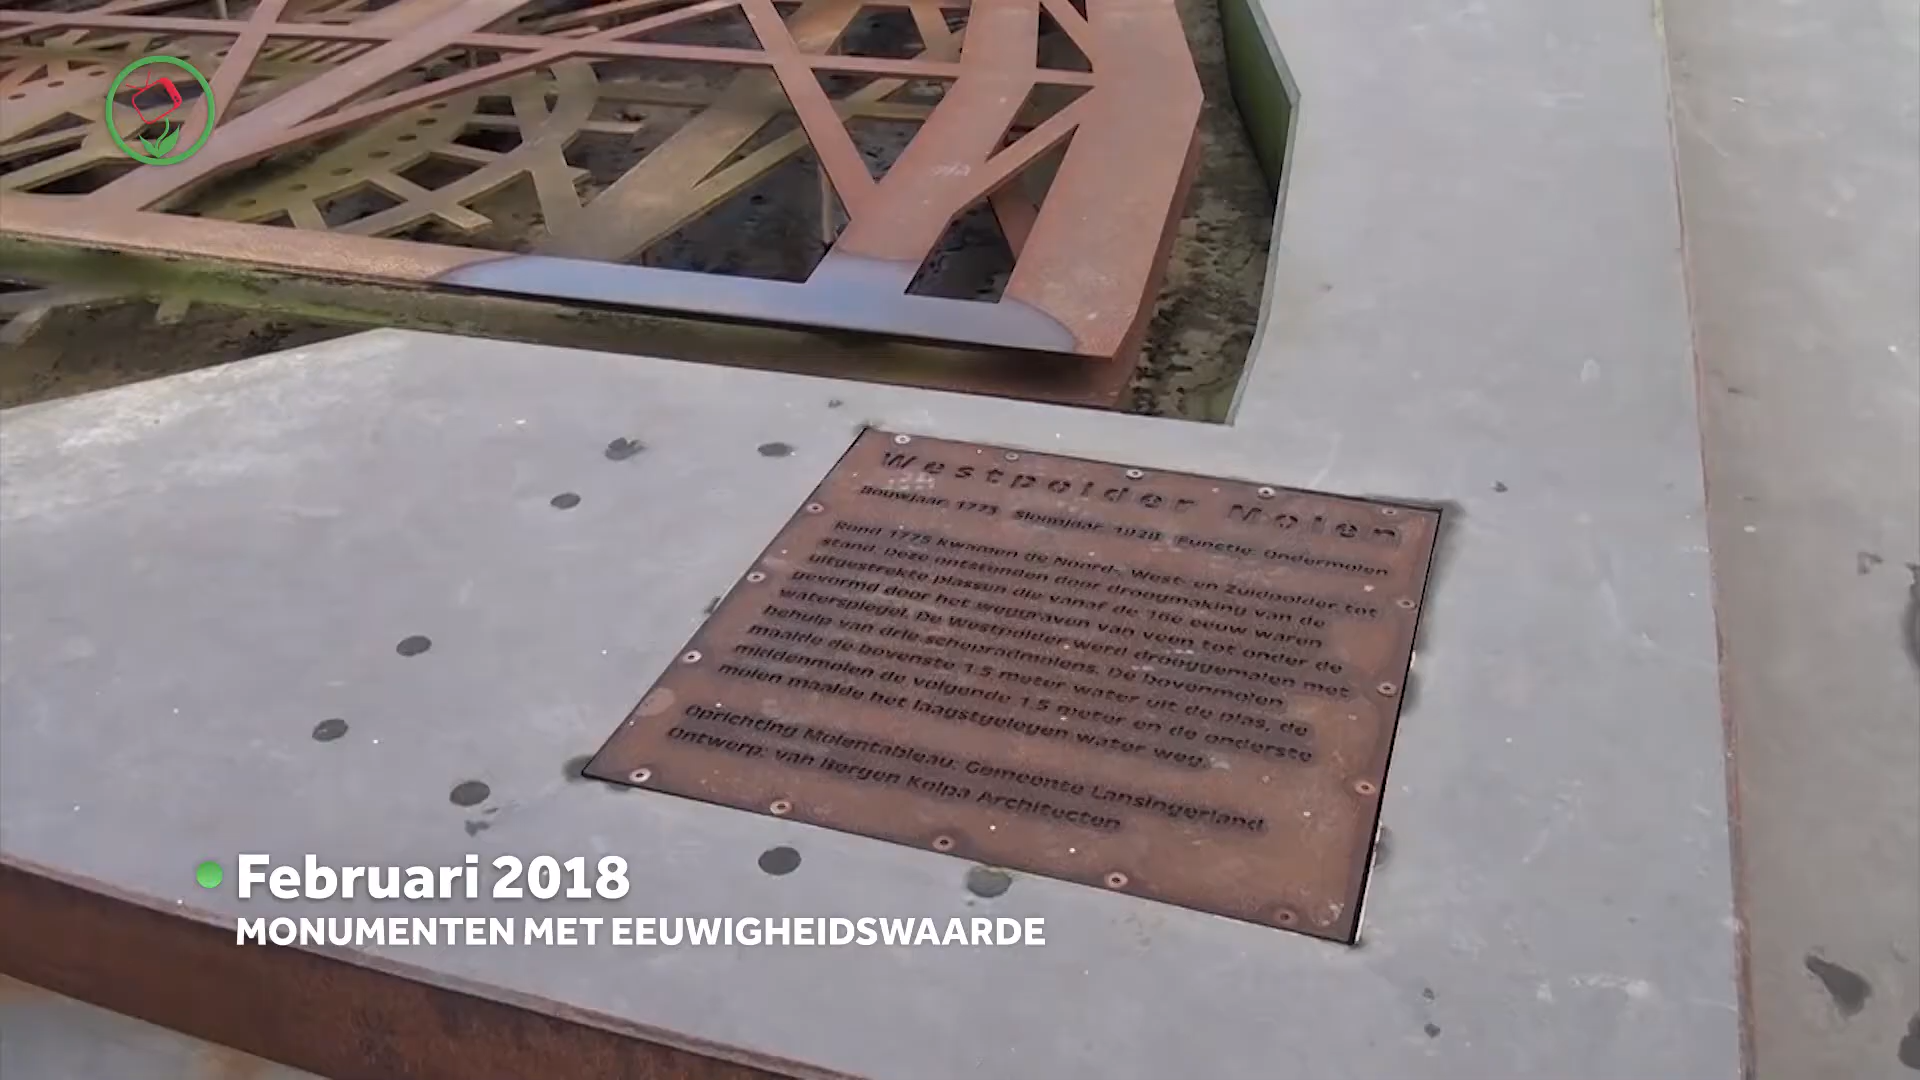 Westpolder Molen
Bouwjaar: 1773 Sloopjaar: 1920 Functie: Ondermolen
Rond 1775 kwamen de Noord-, West- en Zuidpolder tot
stand. Deze ontstonden door droogmaking van de
uitgestrekte plassen die vanaf de 16e eeuw waren
gevormd door het weggraven van veen tot onder de
waterspiegel. De Westpolder werd drooggemalen met
behulp van drie schepradmolens. De bovenmolen
maalde de bovenste 1.5 meter water uit de plas, de
middenmolen de volgende 1.5 meter en de onderste
molen maalde het laagstgelegen water weg.
Oprichting Molentableau: Gemeente Lansingerland
Ontwerp: van Bergen Kolpa Architecten
Februari 2018
MONUMENTEN MET EEUWIGHEIDSWAARDE